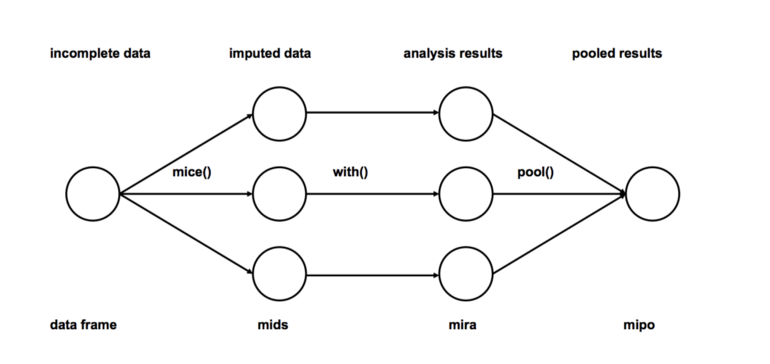 incomplete data
imputed data
analysis results
pooled results
mice()
with()
pool()
data frame
mids
mira
mipo